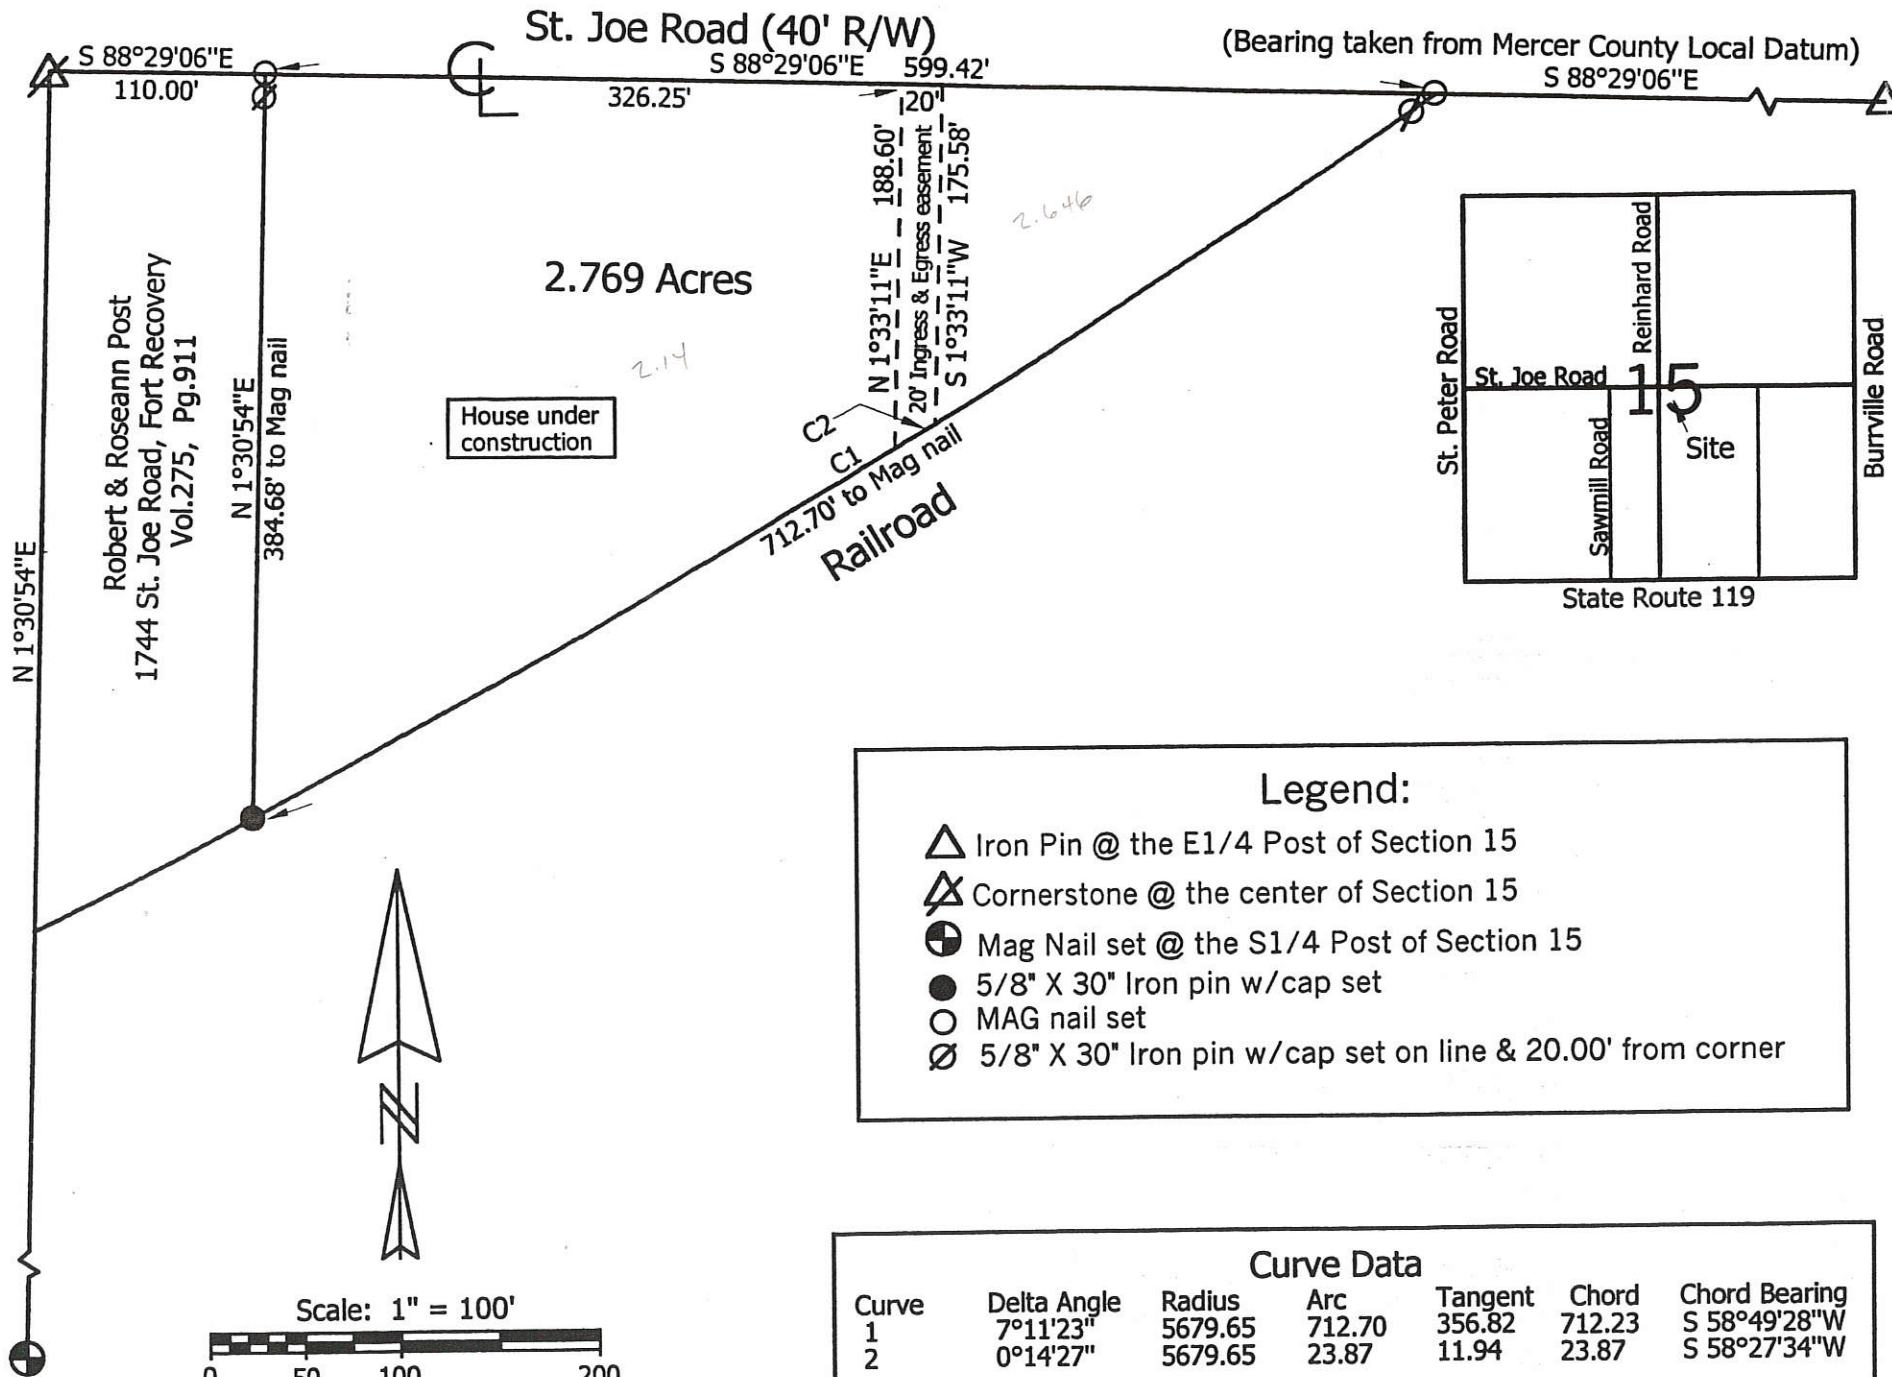 St. Joe Road (40' R/W)
(Bearing taken from Mercer County Local Datum)
S 88°29'06"E
110.00'
S 88°29'06"E 599.42'
326.25'
20'
S 88°29'06"E
N 1°30'54"E
Robert & Roseann Post
1744 St. Joe Road, Fort Recovery
Vol.275, Pg.911
N 1°30'54"E
384.68' to Mag nail
2.769 Acres
2.14
2.646
House under
construction
N 1°33'11"E 188.60'
20' Ingress & Egress easement
S 1°33'11"W 175.58'
C2
C1
712.70' to Mag nail
Railroad
St. Peter Road
St. Joe Road
Reinhard Road
15
Site
Sawmill Road
Burrville Road
State Route 119
Legend:
Iron Pin @ the E1/4 Post of Section 15
Cornerstone @ the center of Section 15
Mag Nail set @ the S1/4 Post of Section 15
5/8" X 30" Iron pin w/cap set
MAG nail set
5/8" X 30" Iron pin w/cap set on line & 20.00' from corner
N
Scale: 1" = 100'
0 50 100 200
Curve Data
Curve Delta Angle Radius Arc Tangent Chord Chord Bearing
1 7°11'23" 5679.65 712.70 356.82 712.23 S 58°49'28"W
2 0°14'27" 5679.65 23.87 11.94 23.87 S 58°27'34"W